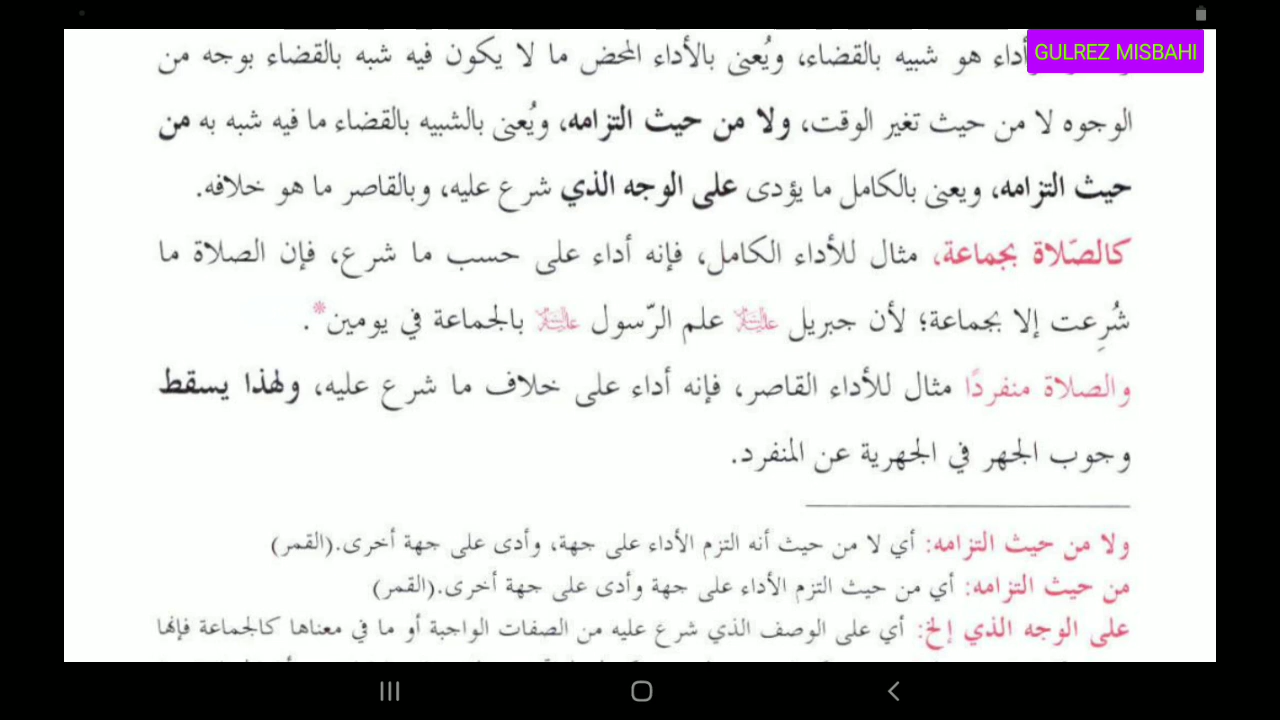 GULREZ MISBAHI
أداء هو شبيه بالقضاء، ويُعنى بالأداء المحض ما لا يكون فيه شبه بالقضاء بوجه من
الوجوه لا من حيث تغير الوقت، ولا من حيث التزامه، ويُعنى بالشبيه بالقضاء ما فيه شبه به من
حيث التزامه، ويعنى بالكامل ما يؤدى على الوجه الذي شرع عليه، وبالقاصر ما هو خلافه.
كالصّلاة بجماعة، مثال للأداء الكامل، فإنه أداء على حسب ما شرع، فإن الصلاة ما
شُرِعت إلا بجماعة؛ لأن جبريل عليه السلام علم الرّسول عليه السلام بالجماعة في يومين*.
والصلاة منفردًا مثال للأداء القاصر، فإنه أداء على خلاف ما شرع عليه، ولهذا يسقط
وجوب الجهر في الجهرية عن المنفرد.
ولا من حيث التزامه: أي لا من حيث أنه التزم الأداء على جهة، وأدى على جهة أخرى.(القمر)
من حيث التزامه: أي من حيث التزم الأداء على جهة وأدى على جهة أخرى.(القمر)
على الوجه الذي إلخ: أي على الوصف الذي شرع عليه من الصفات الواجبة أو ما في معناها كالجماعة فإنها